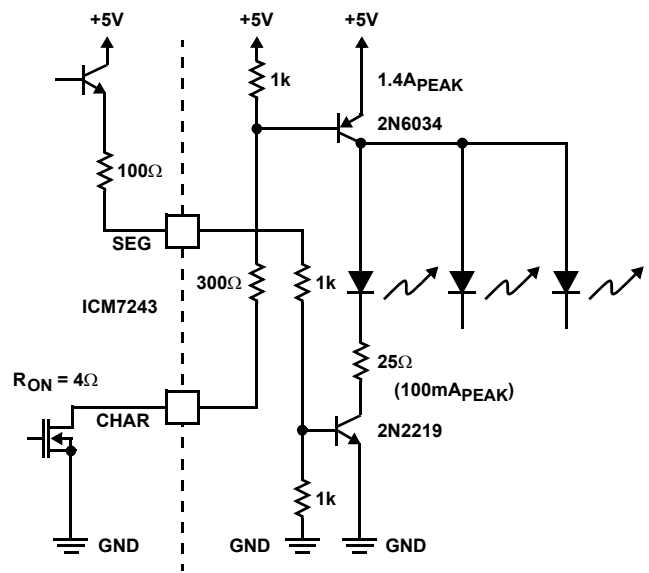 +5V
+5V
+5V
1k
1.4APEAK
2N6034
100Ω
SEG
300Ω
1k
ICM7243
25Ω
(100mAPEAK)
RON = 4Ω
CHAR
2N2219
1k
GND
GND
GND